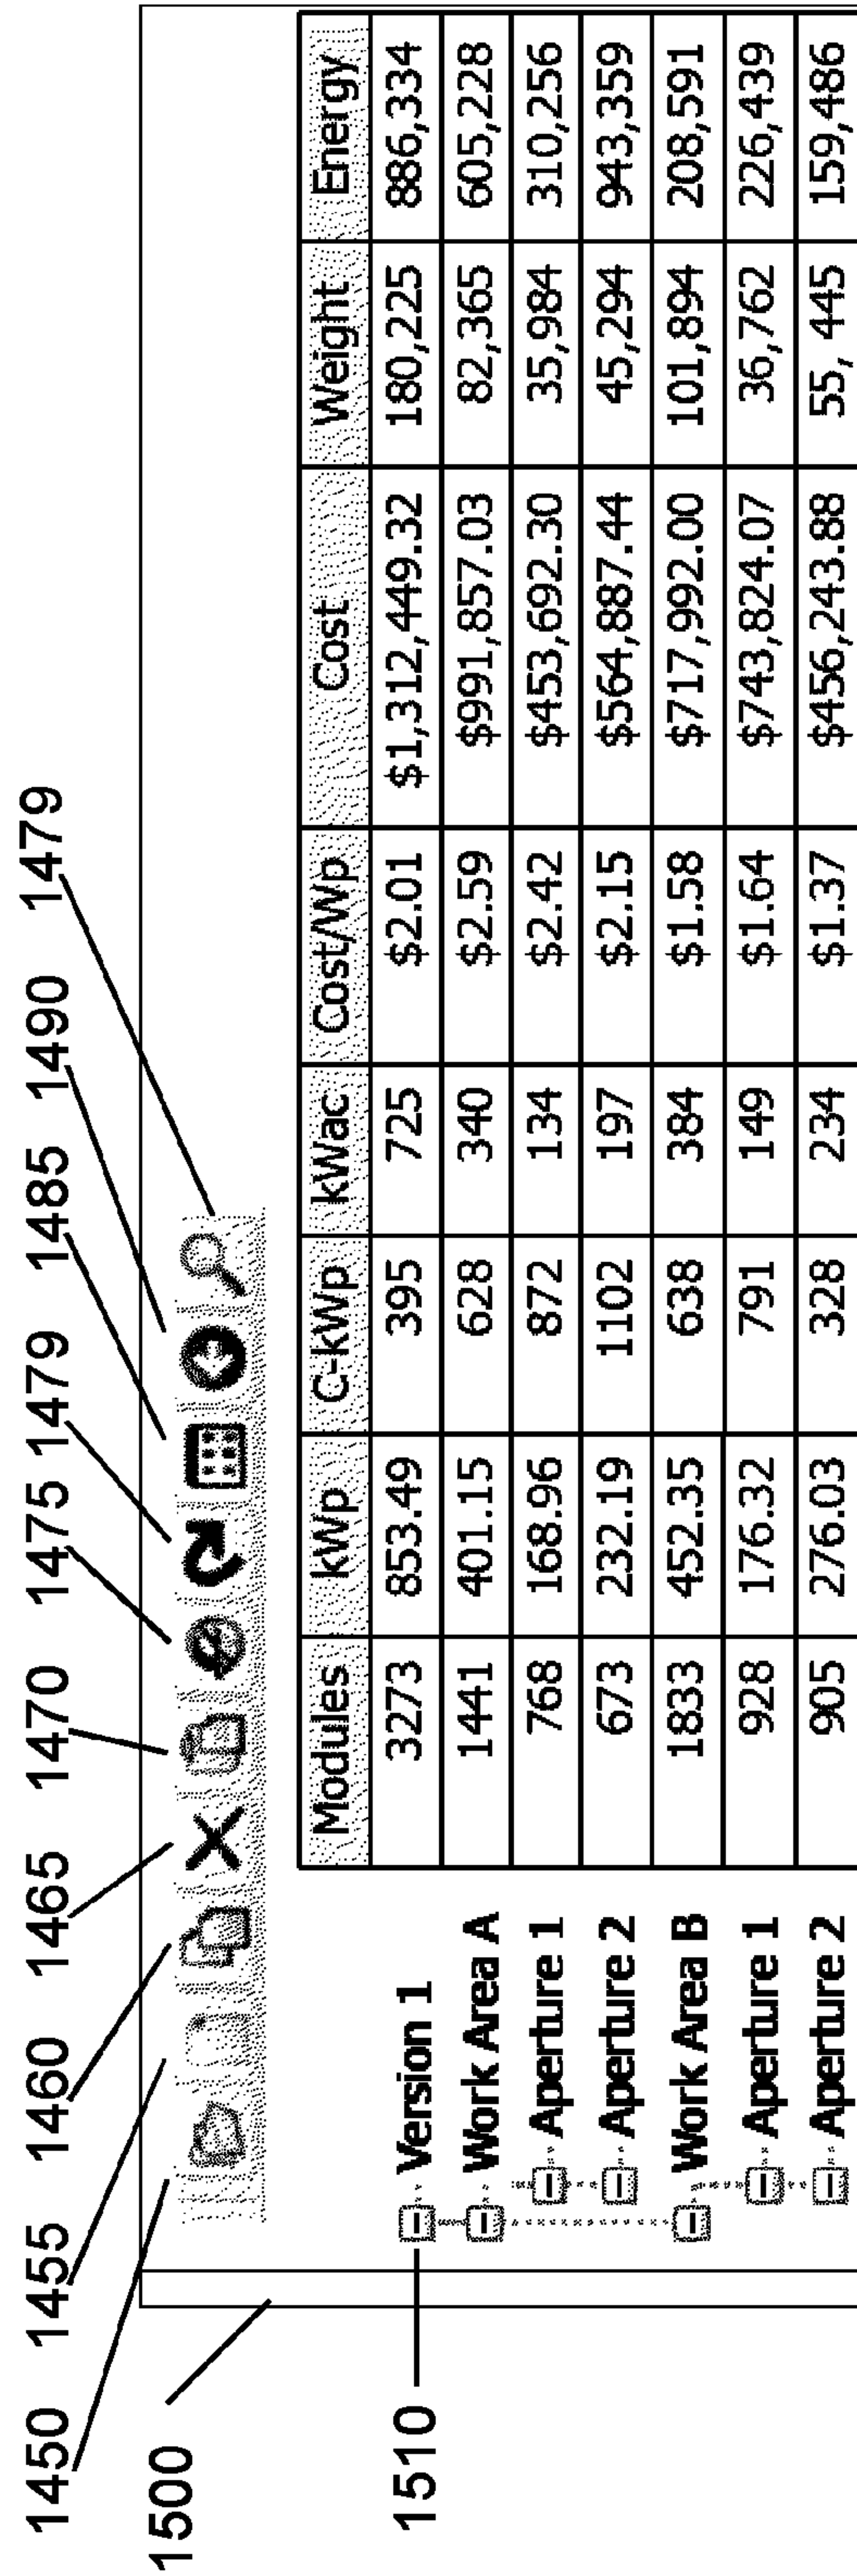 1450 1455 1460 1465 1470 1475 1479 1485 1490 1479
1500
1510
Modules kWp C-kWp kWac Cost/Wp Cost Weight Energy
Version 1 3273 853.49 395 725 $2.01 $1,312,449.32 180,225 886,334
Work Area A 1441 401.15 628 340 $2.59 $991,857.03 82,365 605,228
Aperture 1 768 168.96 872 134 $2.42 $453,692.30 35,984 310,256
Aperture 2 673 232.19 1102 197 $2.15 $564,887.44 45,294 943,359
Work Area B 1833 452.35 638 384 $1.58 $717,992.00 101,894 208,591
Aperture 1 928 176.32 791 149 $1.64 $743,824.07 36,762 226,439
Aperture 2 905 276.03 328 234 $1.37 $456,243.88 55, 445 159,486